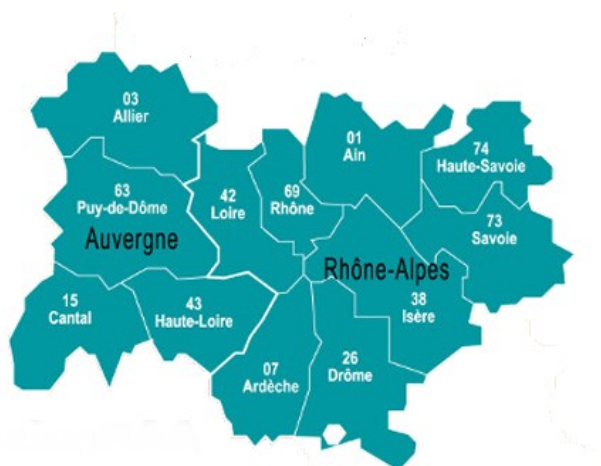 03
Allier
01
Ain
74
Haute-Savoie
63
Puy-de-Dôme
42
Loire
69
Rhône
73
Savoie
Auvergne
Rhône-Alpes
15
Cantal
43
Haute-Loire
38
Isère
07
Ardèche
26
Drôme